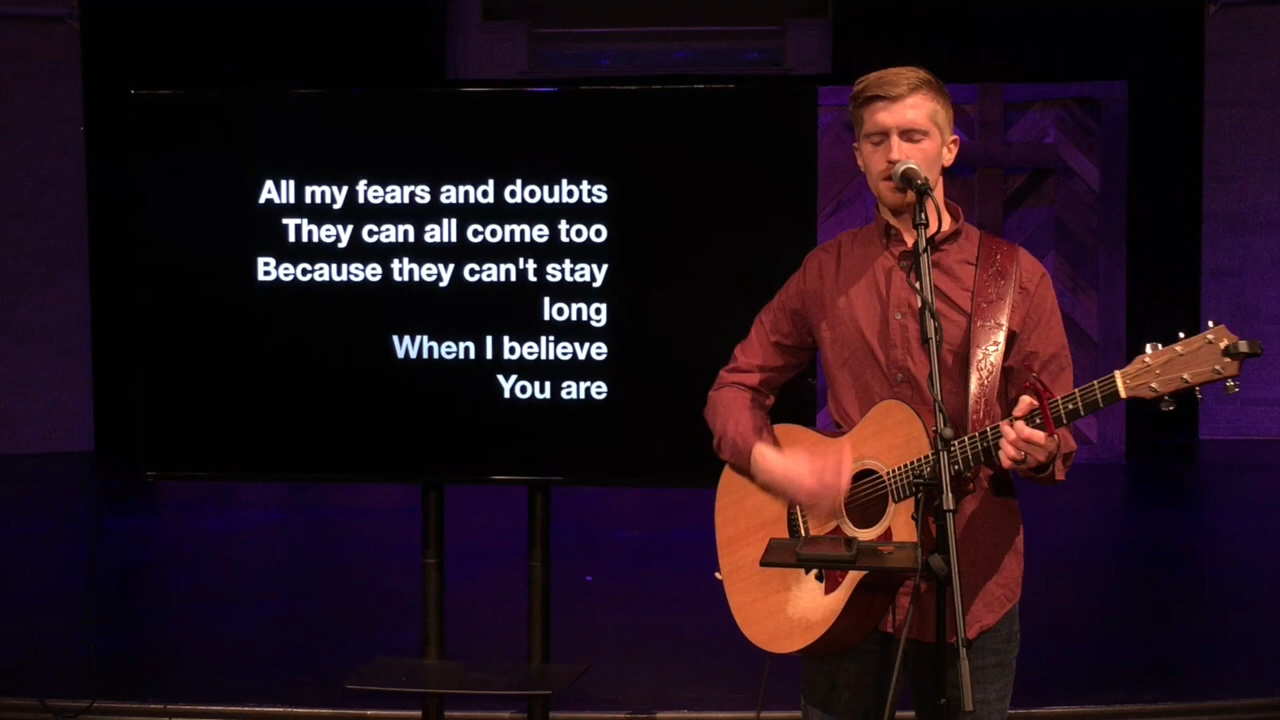 All my fears and doubts
They can all come too
Because they can't stay
long
When I believe
You are